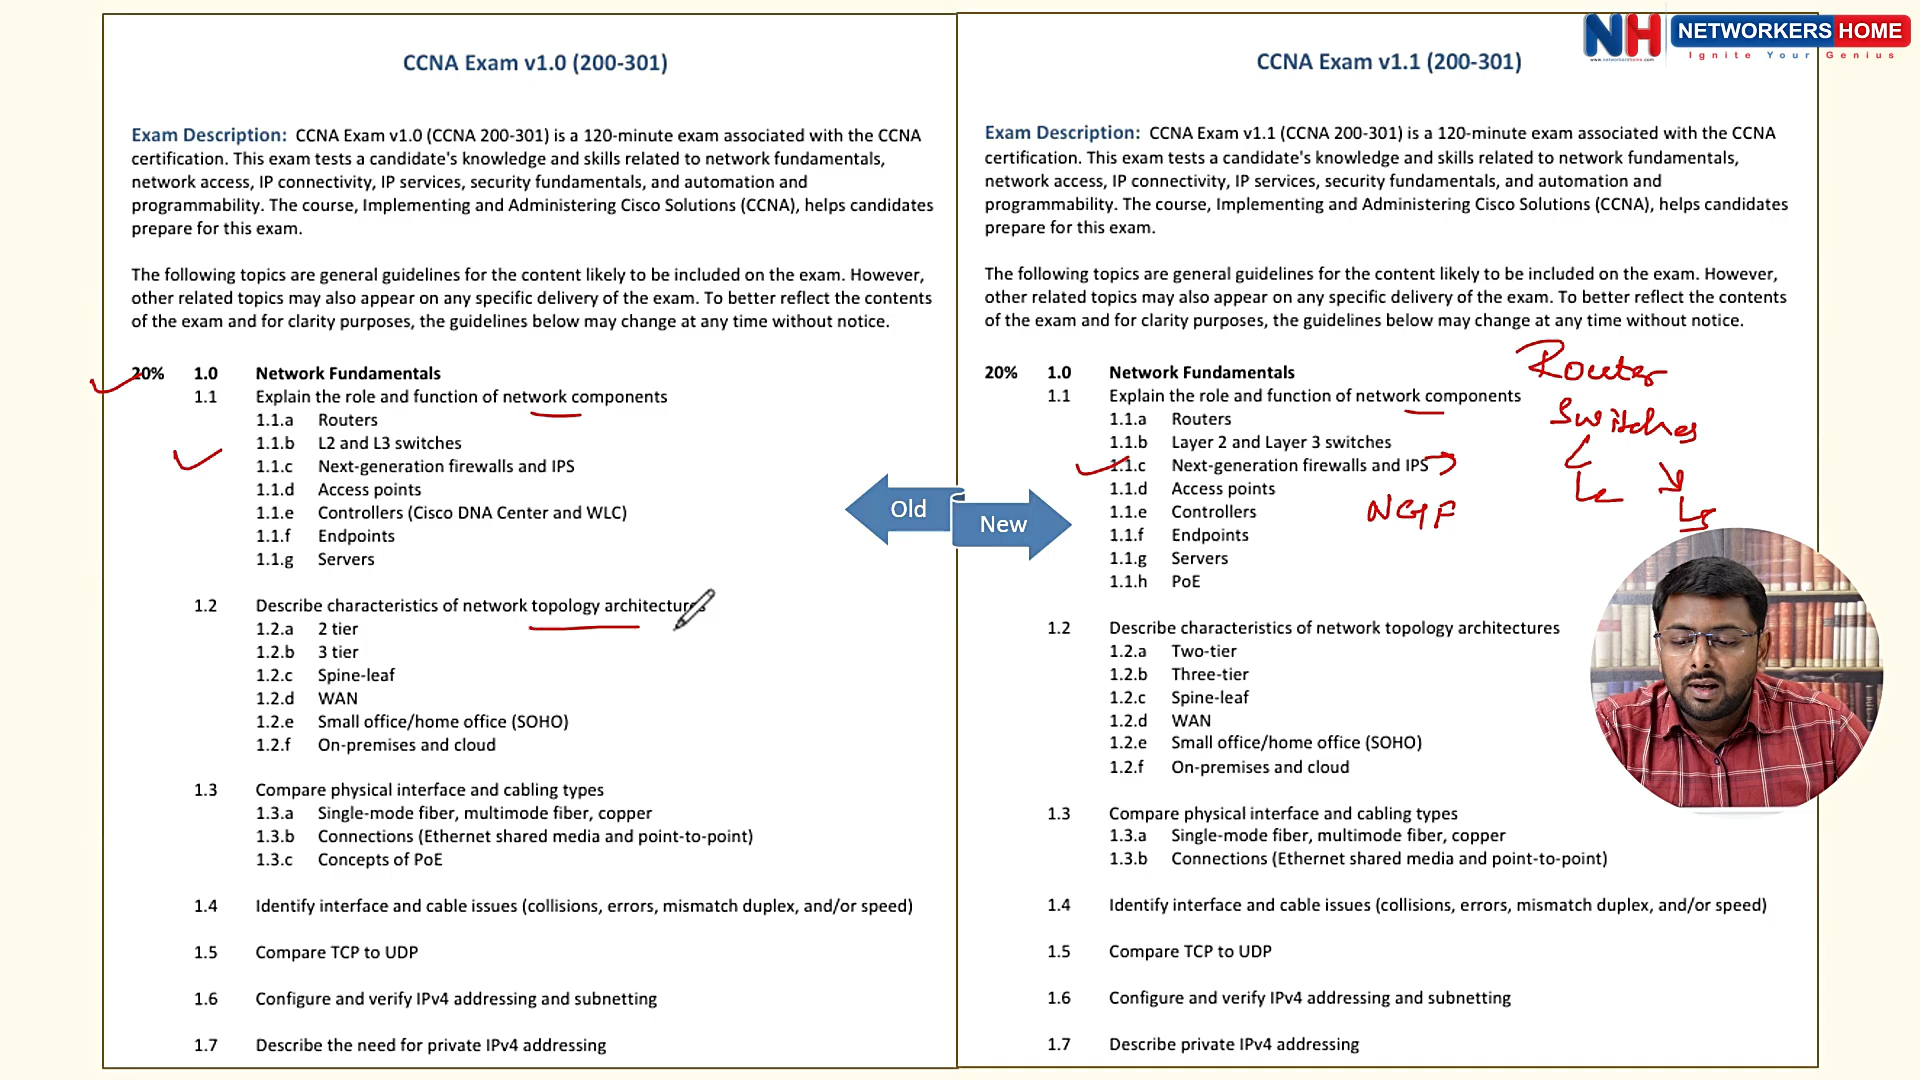 CCNA Exam v1.0 (200-301)
Exam Description: CCNA Exam v1.0 (CCNA 200-301) is a 120-minute exam associated with the CCNA
certification. This exam tests a candidate's knowledge and skills related to network fundamentals,
network access, IP connectivity, IP services, security fundamentals, and automation and
programmability. The course, Implementing and Administering Cisco Solutions (CCNA), helps candidates
prepare for this exam.
The following topics are general guidelines for the content likely to be included on the exam. However,
other related topics may also appear on any specific delivery of the exam. To better reflect the contents
of the exam and for clarity purposes, the guidelines below may change at any time without notice.
20% 1.0 Network Fundamentals
1.1 Explain the role and function of network components
1.1.a Routers
1.1.b L2 and L3 switches
1.1.c Next-generation firewalls and IPS
1.1.d Access points
1.1.e Controllers (Cisco DNA Center and WLC)
1.1.f Endpoints
1.1.g Servers
1.2 Describe characteristics of network topology architectures
1.2.a 2 tier
1.2.b 3 tier
1.2.c Spine-leaf
1.2.d WAN
1.2.e Small office/home office (SOHO)
1.2.f On-premises and cloud
1.3 Compare physical interface and cabling types
1.3.a Single-mode fiber, multimode fiber, copper
1.3.b Connections (Ethernet shared media and point-to-point)
1.3.c Concepts of PoE
1.4 Identify interface and cable issues (collisions, errors, mismatch duplex, and/or speed)
1.5 Compare TCP to UDP
1.6 Configure and verify IPv4 addressing and subnetting
1.7 Describe the need for private IPv4 addressing
Old
New
NH NETWORKERS HOME
www.networkershome.com
Ignite Your Genius
CCNA Exam v1.1 (200-301)
Exam Description: CCNA Exam v1.1 (CCNA 200-301) is a 120-minute exam associated with the CCNA
certification. This exam tests a candidate's knowledge and skills related to network fundamentals,
network access, IP connectivity, IP services, security fundamentals, and automation and
programmability. The course, Implementing and Administering Cisco Solutions (CCNA), helps candidates
prepare for this exam.
The following topics are general guidelines for the content likely to be included on the exam. However,
other related topics may also appear on any specific delivery of the exam. To better reflect the contents
of the exam and for clarity purposes, the guidelines below may change at any time without notice.
20% 1.0 Network Fundamentals
1.1 Explain the role and function of network components
1.1.a Routers
1.1.b Layer 2 and Layer 3 switches
1.1.c Next-generation firewalls and IPS
1.1.d Access points
1.1.e Controllers
1.1.f Endpoints
1.1.g Servers
1.1.h PoE
1.2 Describe characteristics of network topology architectures
1.2.a Two-tier
1.2.b Three-tier
1.2.c Spine-leaf
1.2.d WAN
1.2.e Small office/home office (SOHO)
1.2.f On-premises and cloud
1.3 Compare physical interface and cabling types
1.3.a Single-mode fiber, multimode fiber, copper
1.3.b Connections (Ethernet shared media and point-to-point)
1.4 Identify interface and cable issues (collisions, errors, mismatch duplex, and/or speed)
1.5 Compare TCP to UDP
1.6 Configure and verify IPv4 addressing and subnetting
1.7 Describe private IPv4 addressing
Router
Switches
NGF